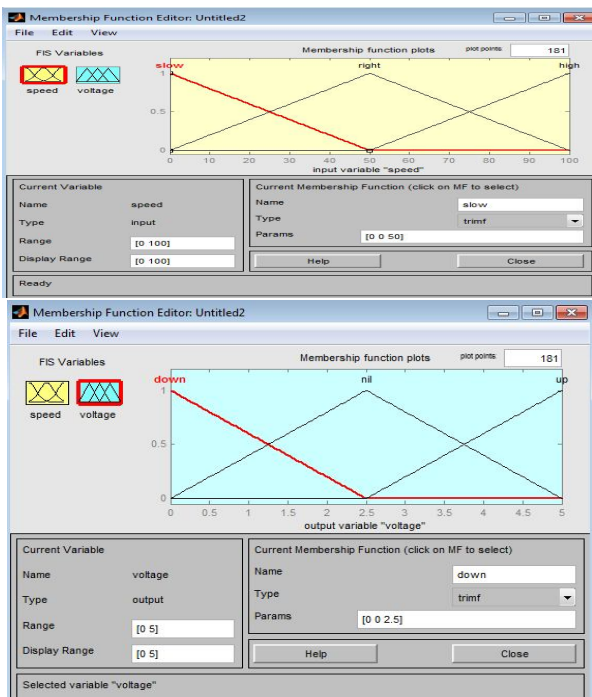 Membership Function Editor: Untitled2
File Edit View
FIS Variables
speed voltage
Membership function plots plot points: 181
slow right high
1
0.5
0
0 10 20 30 40 50 60 70 80 90 100
input variable "speed"
Current Variable
Name speed
Type input
Range [0 100]
Display Range [0 100]
Current Membership Function (click on MF to select)
Name slow
Type trimf
Params [0 0 50]
Help Close
Ready
Membership Function Editor: Untitled2
File Edit View
FIS Variables
speed voltage
Membership function plots plot points: 181
down nil up
1
0.5
0
0 0.5 1 1.5 2 2.5 3 3.5 4 4.5 5
output variable "voltage"
Current Variable
Name voltage
Type output
Range [0 5]
Display Range [0 5]
Current Membership Function (click on MF to select)
Name down
Type trimf
Params [0 0 2.5]
Help Close
Selected variable "voltage"